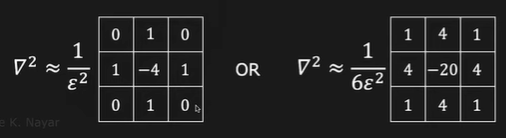 ∇² ≈ 1/ε² 0 1 0 OR ∇² ≈ 1/6ε² 1 4 1
1 −4 1 4 −20 4
0 1 0 1 4 1
e K. Nayar